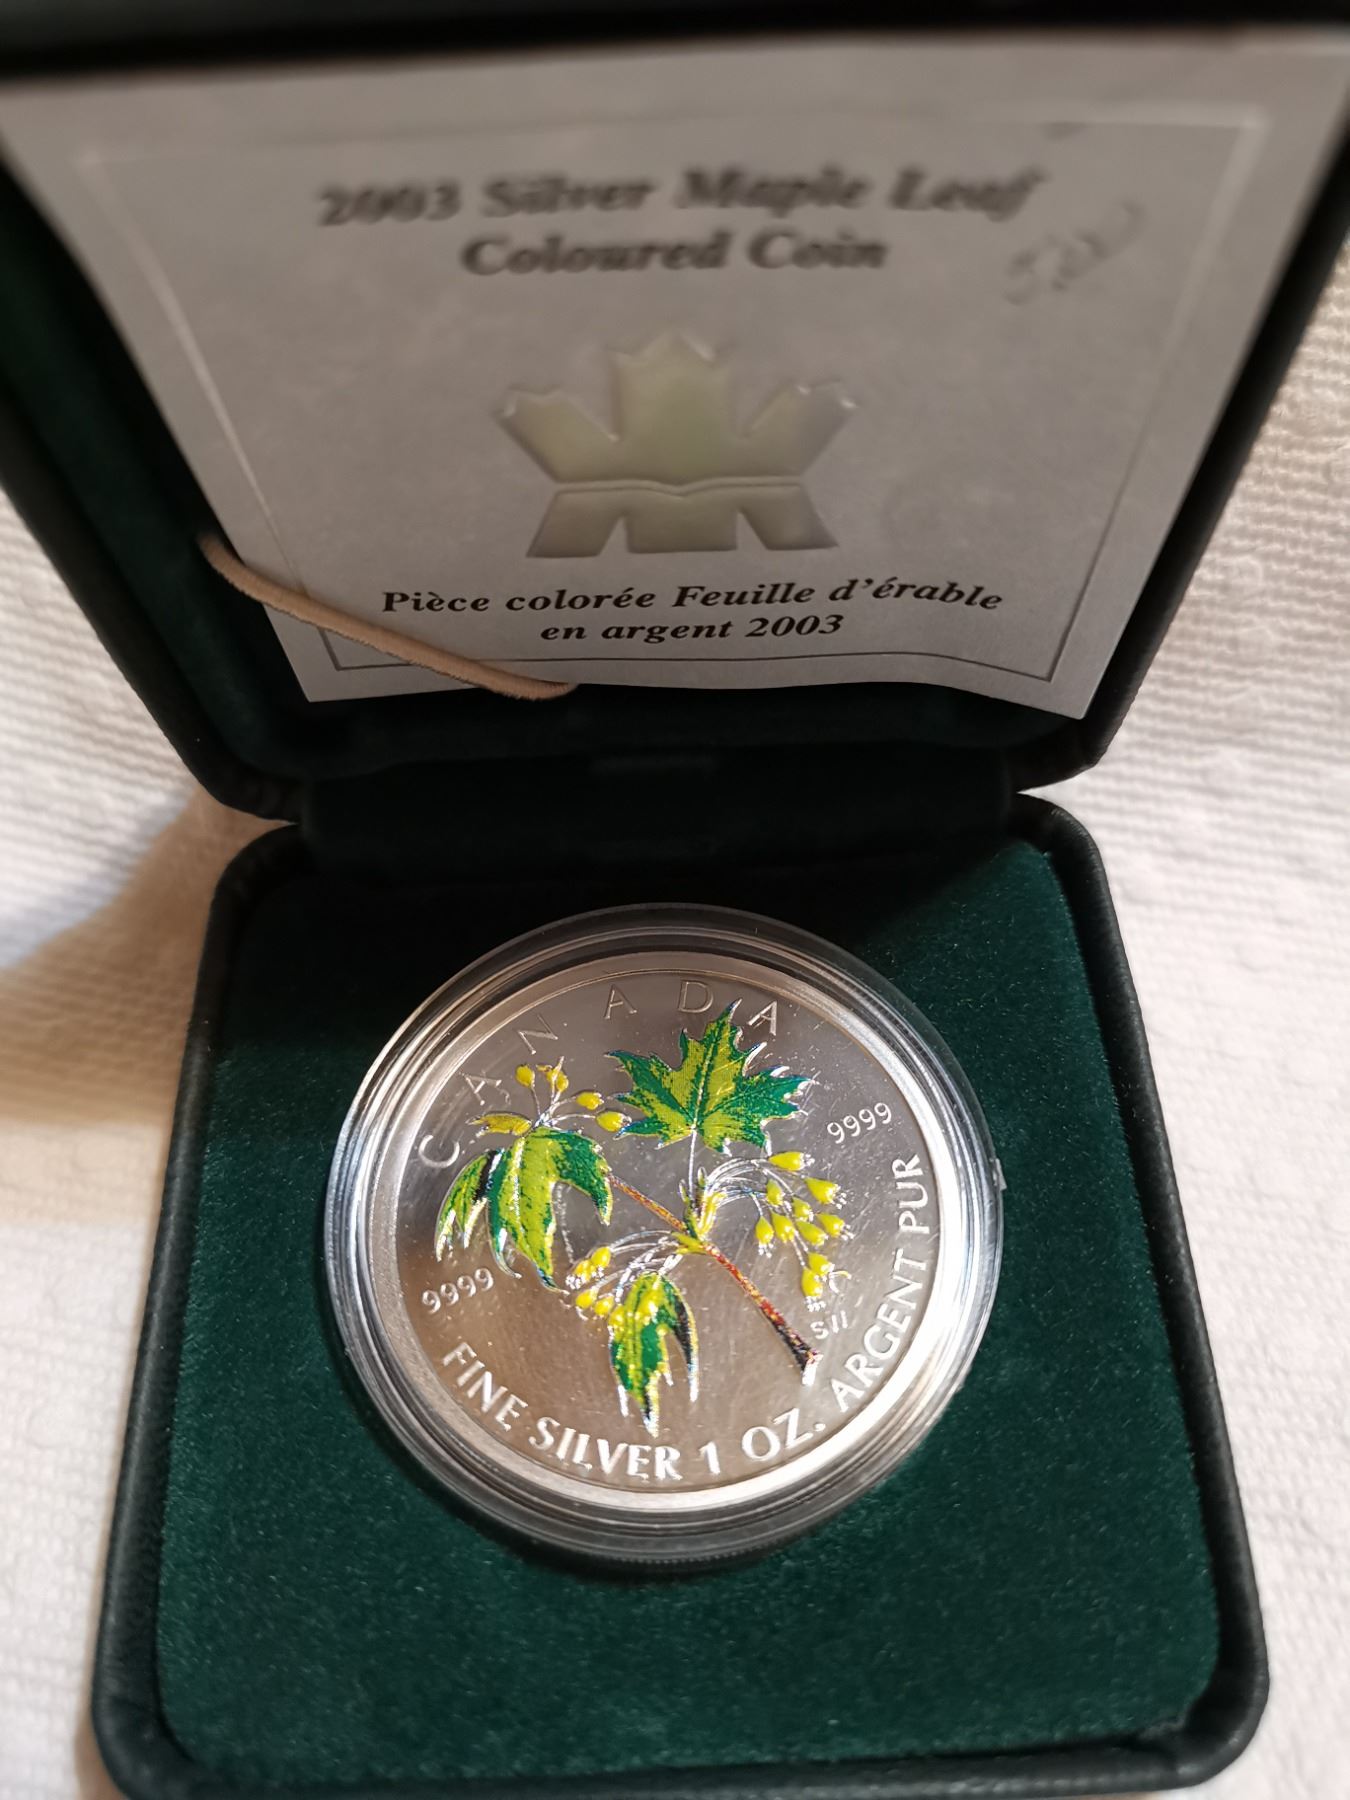 2003 Silver Maple Leaf
Coloured Coin
Pièce colorée Feuille d'érable
en argent 2003
CANADA
9999
9999
FINE SILVER 1 OZ. ARGENT PUR